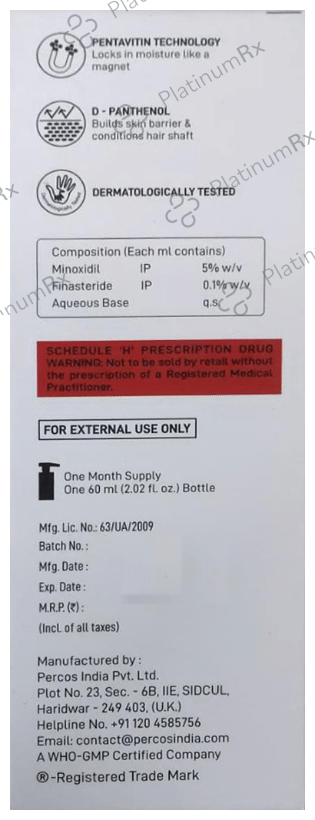 PENTAVITIN TECHNOLOGY
Locks in moisture like a
magnet
D - PANTHENOL
Builds skin barrier &
conditions hair shaft
DERMATOLOGICALLY TESTED
Composition (Each ml contains)
Minoxidil IP 5% w/v
Finasteride IP 0.1% w/v
Aqueous Base q.s.
SCHEDULE 'H' PRESCRIPTION DRUG
WARNING: Not to be sold by retail without
the prescription of a Registered Medical
Practitioner.
FOR EXTERNAL USE ONLY
One Month Supply
One 60 ml (2.02 fl. oz.) Bottle
Mfg. Lic. No.: 63/UA/2009
Batch No. :
Mfg. Date :
Exp. Date :
M.R.P. (₹) :
(Incl. of all taxes)
Manufactured by :
Percos India Pvt. Ltd.
Plot No. 23, Sec. - 6B, IIE, SIDCUL,
Haridwar - 249 403, (U.K.)
Helpline No. +91 120 4585756
Email: contact@percosindia.com
A WHO-GMP Certified Company
®-Registered Trade Mark
PlatinumRx
PlatinumRx
PlatinumRx
Platin
Rx
numRx